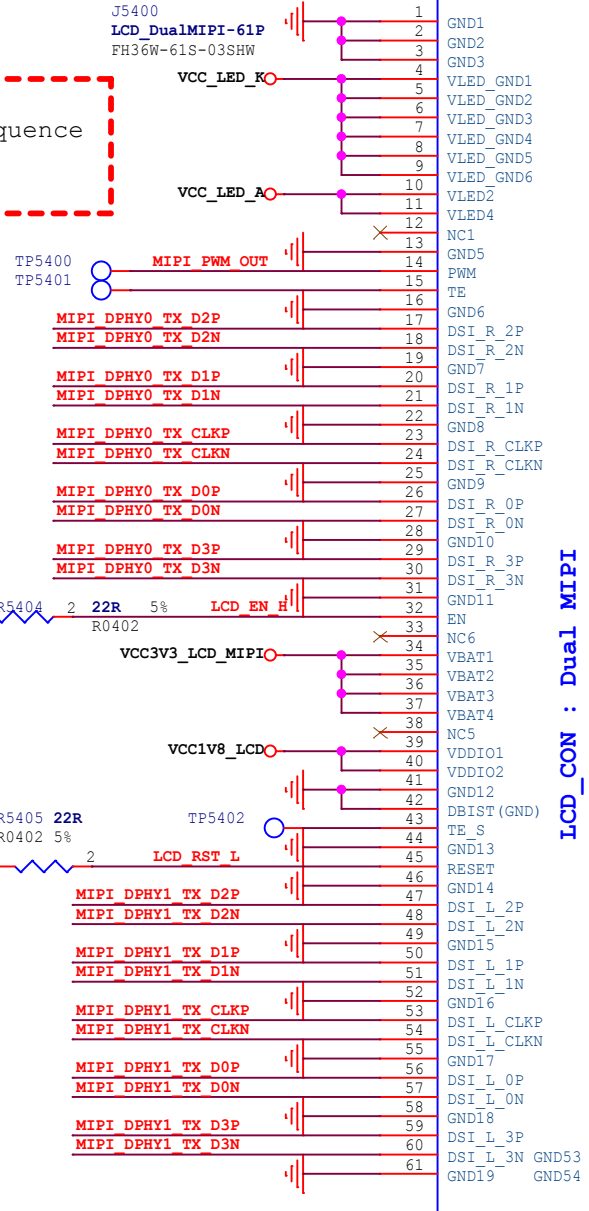 J5400
LCD_DualMIPI-61P
FH36W-61S-03SHW
1 GND1
2 GND2
3 GND3
VCC_LED_K
4 VLED_GND1
5 VLED_GND2
6 VLED_GND3
quence
7 VLED_GND4
8 VLED_GND5
9 VLED_GND6
VCC_LED_A
10 VLED2
11 VLED4
12 NC1
13 GND5
TP5400 MIPI_PWM_OUT 14 PWM
TP5401 15 TE
16 GND6
MIPI_DPHY0_TX_D2P 17 DSI_R_2P
MIPI_DPHY0_TX_D2N 18 DSI_R_2N
19 GND7
MIPI_DPHY0_TX_D1P 20 DSI_R_1P
MIPI_DPHY0_TX_D1N 21 DSI_R_1N
22 GND8
MIPI_DPHY0_TX_CLKP 23 DSI_R_CLKP
MIPI_DPHY0_TX_CLKN 24 DSI_R_CLKN
25 GND9
MIPI_DPHY0_TX_D0P 26 DSI_R_0P
MIPI_DPHY0_TX_D0N 27 DSI_R_0N
28 GND10
MIPI_DPHY0_TX_D3P 29 DSI_R_3P
MIPI_DPHY0_TX_D3N 30 DSI_R_3N
31 GND11
R5404 2 22R 5% LCD_EN_H 32 EN
R0402
33 NC6
VCC3V3_LCD_MIPI 34 VBAT1
35 VBAT2
36 VBAT3
37 VBAT4
38 NC5
VCC1V8_LCD 39 VDDIO1
40 VDDIO2
41 GND12
42 DBIST(GND)
R5405 22R TP5402 43 TE_S
R0402 5%
44 GND13
2 LCD_RST_L 45 RESET
46 GND14
MIPI_DPHY1_TX_D2P 47 DSI_L_2P
MIPI_DPHY1_TX_D2N 48 DSI_L_2N
49 GND15
MIPI_DPHY1_TX_D1P 50 DSI_L_1P
MIPI_DPHY1_TX_D1N 51 DSI_L_1N
52 GND16
MIPI_DPHY1_TX_CLKP 53 DSI_L_CLKP
MIPI_DPHY1_TX_CLKN 54 DSI_L_CLKN
55 GND17
MIPI_DPHY1_TX_D0P 56 DSI_L_0P
MIPI_DPHY1_TX_D0N 57 DSI_L_0N
58 GND18
MIPI_DPHY1_TX_D3P 59 DSI_L_3P
MIPI_DPHY1_TX_D3N 60 DSI_L_3N GND53
61 GND19 GND54
LCD_CON : Dual MIPI